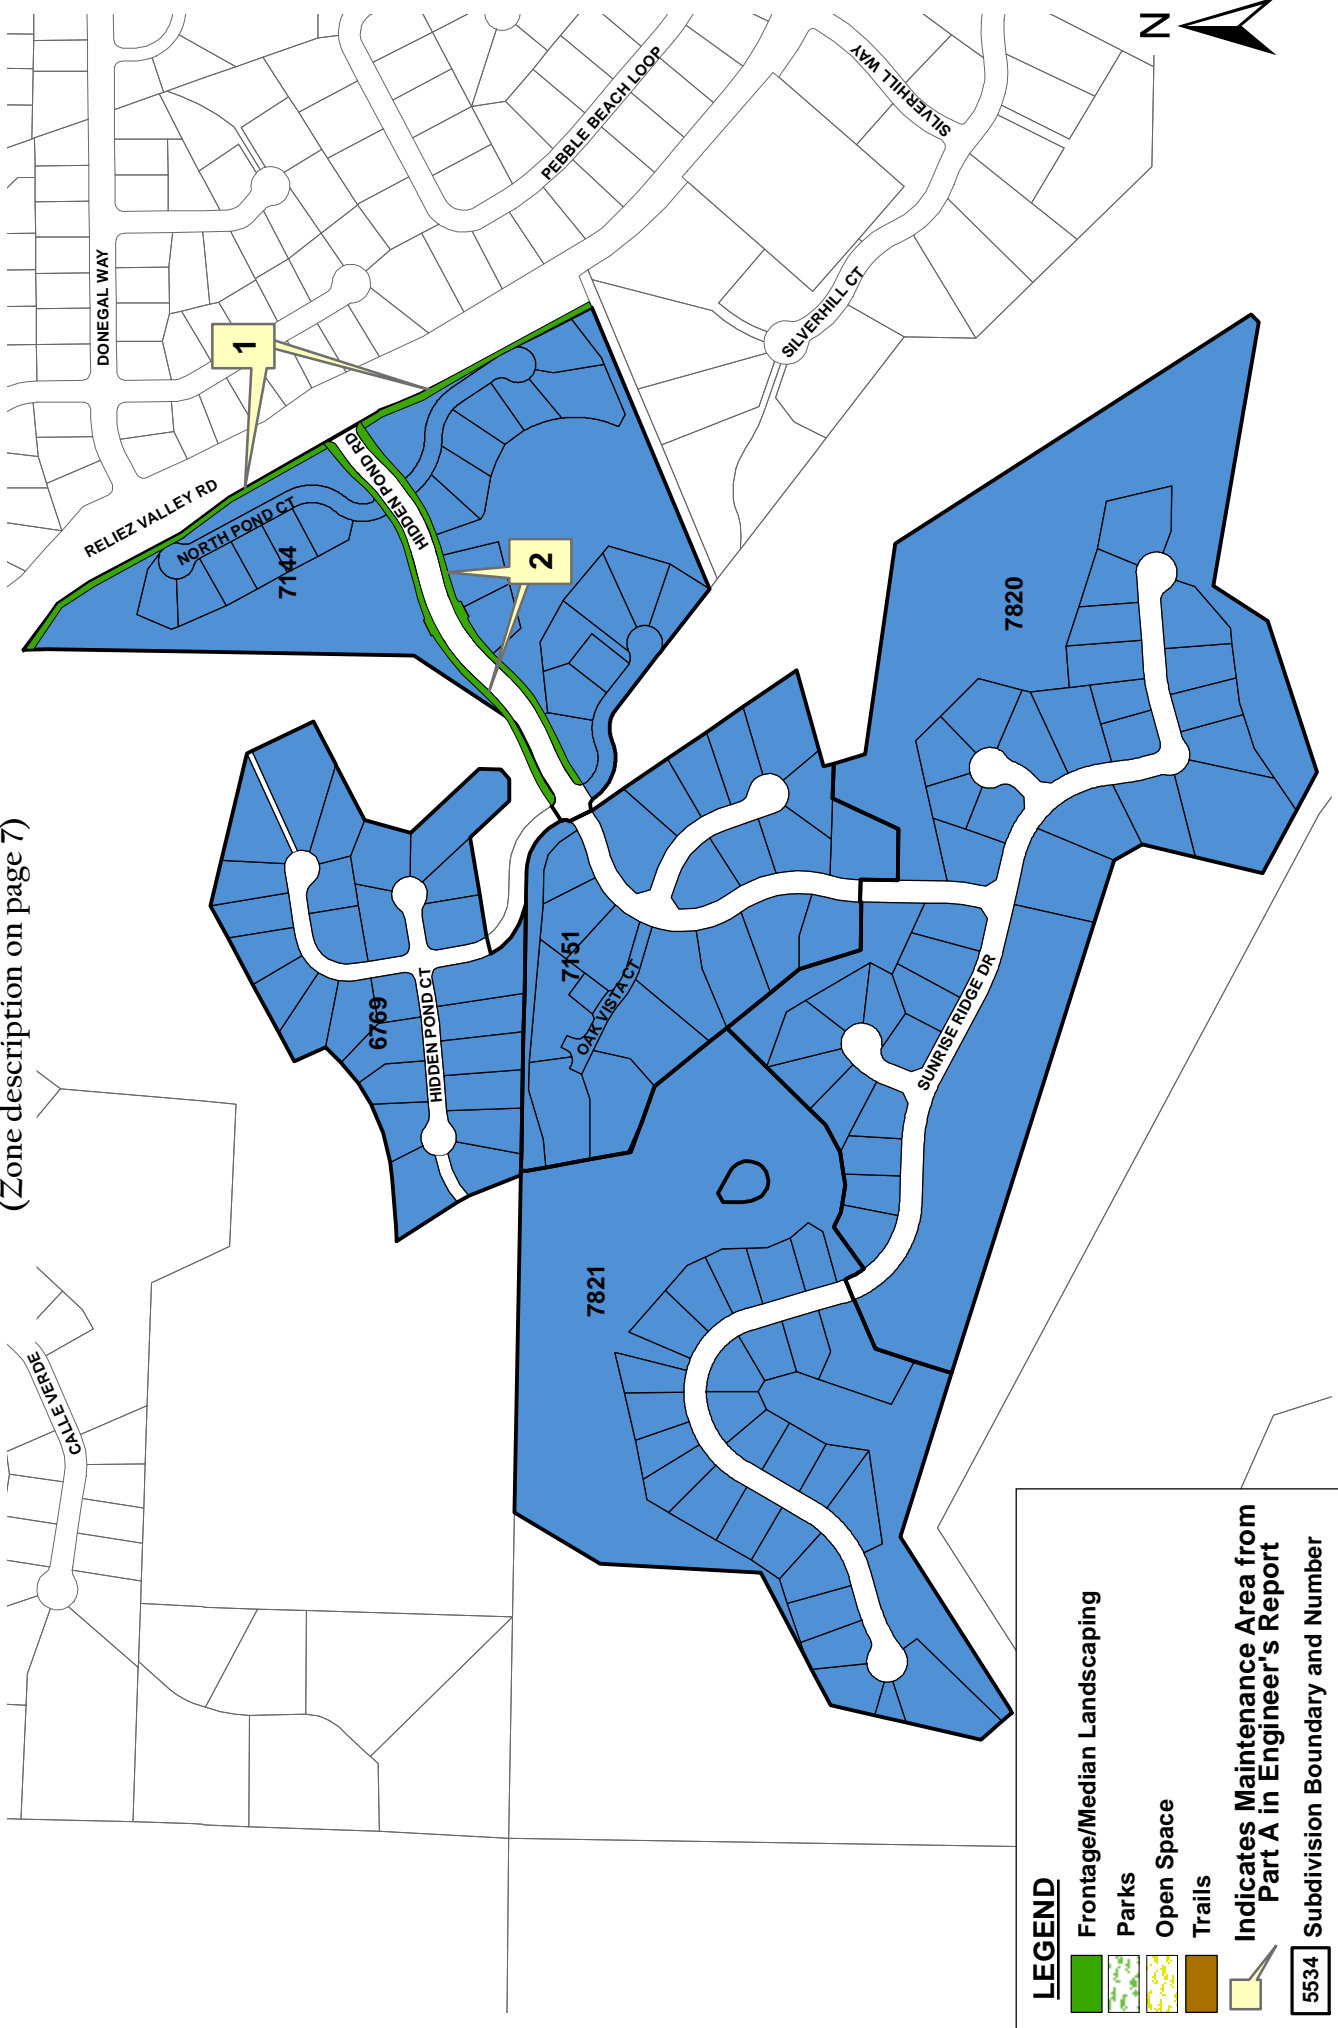 (Zone description on page 7)
CALLE VERDE
DONEGAL WAY
RELIEZ VALLEY RD
NORTH POND CT
7144
1
HIDDEN POND RD
2
PEBBLE BEACH LOOP
SILVERHILL WAY
SILVERHILL CT
6769
HIDDEN POND CT
7151
OAK VISTA CT
7821
7820
SUNRISE RIDGE DR
N
LEGEND
Frontage/Median Landscaping
Parks
Open Space
Trails
Indicates Maintenance Area from
Part A in Engineer's Report
5534 Subdivision Boundary and Number